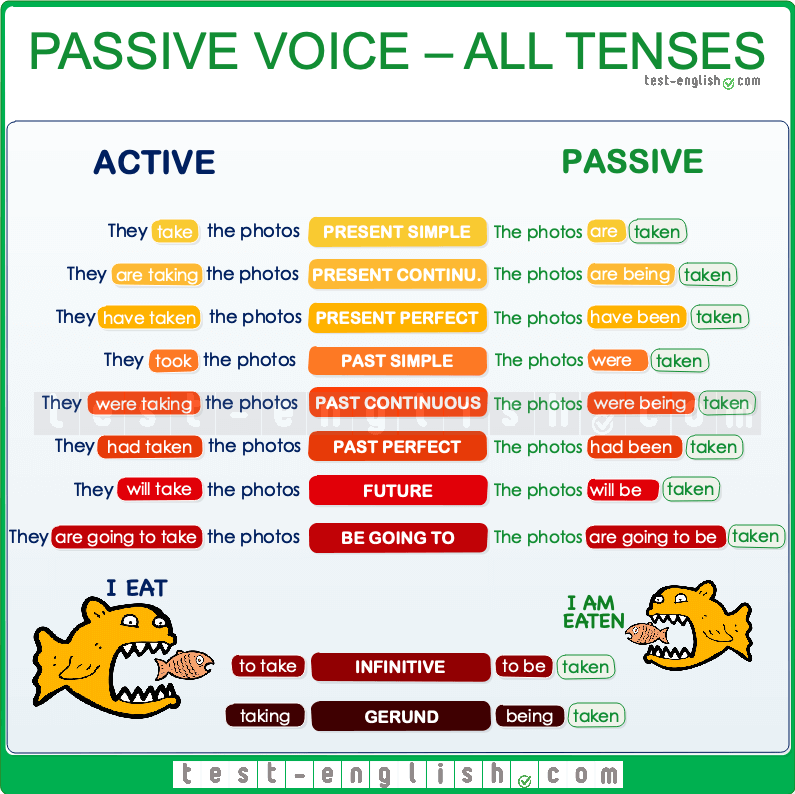 PASSIVE VOICE – ALL TENSES
test-english.com
ACTIVE PASSIVE
They take the photos PRESENT SIMPLE The photos are taken
They are taking the photos PRESENT CONTINU. The photos are being taken
They have taken the photos PRESENT PERFECT The photos have been taken
They took the photos PAST SIMPLE The photos were taken
They were taking the photos PAST CONTINUOUS The photos were being taken
test-english.com
They had taken the photos PAST PERFECT The photos had been taken
They will take the photos FUTURE The photos will be taken
They are going to take the photos BE GOING TO The photos are going to be taken
I EAT
I AM
EATEN
to take INFINITIVE to be taken
taking GERUND being taken
test-english.com